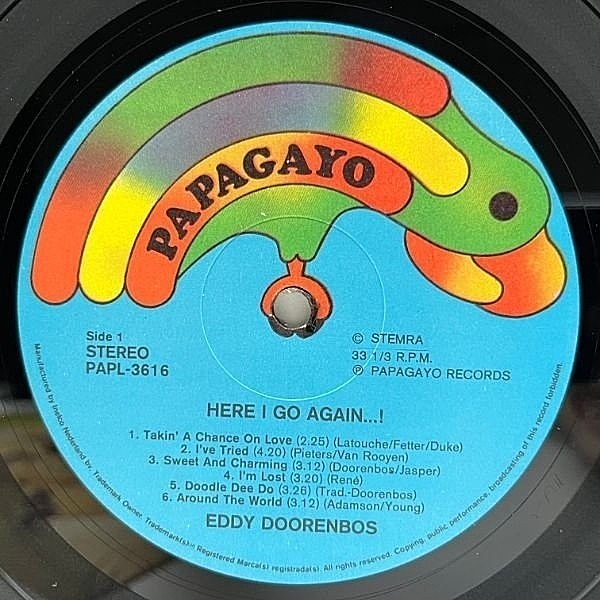 PAPAGAYO
Side 1
STEREO
PAPL-3616
© STEMRA
33 1/3 R.P.M.
℗ PAPAGAYO RECORDS
HERE I GO AGAIN...!
1. Takin' A Chance On Love (2.25) (Latouche/Fetter/Duke)
2. I've Tried (4.20) (Pieters/Van Rooyen)
3. Sweet And Charming (3.12) (Doorenbos/Jasper)
4. I'm Lost (3.20) (René)
5. Doodle Dee Do (3.26) (Trad.-Doorenbos)
6. Around The World (3.12) (Adamson/Young)
EDDY DOORENBOS
Manufactured by Inelco Nederland bv. Trademark Owner. Trademark(s)® Registered Marca(s) registrada(s). All rights reserved. Copying, public performance, broadcasting of this record forbidden.